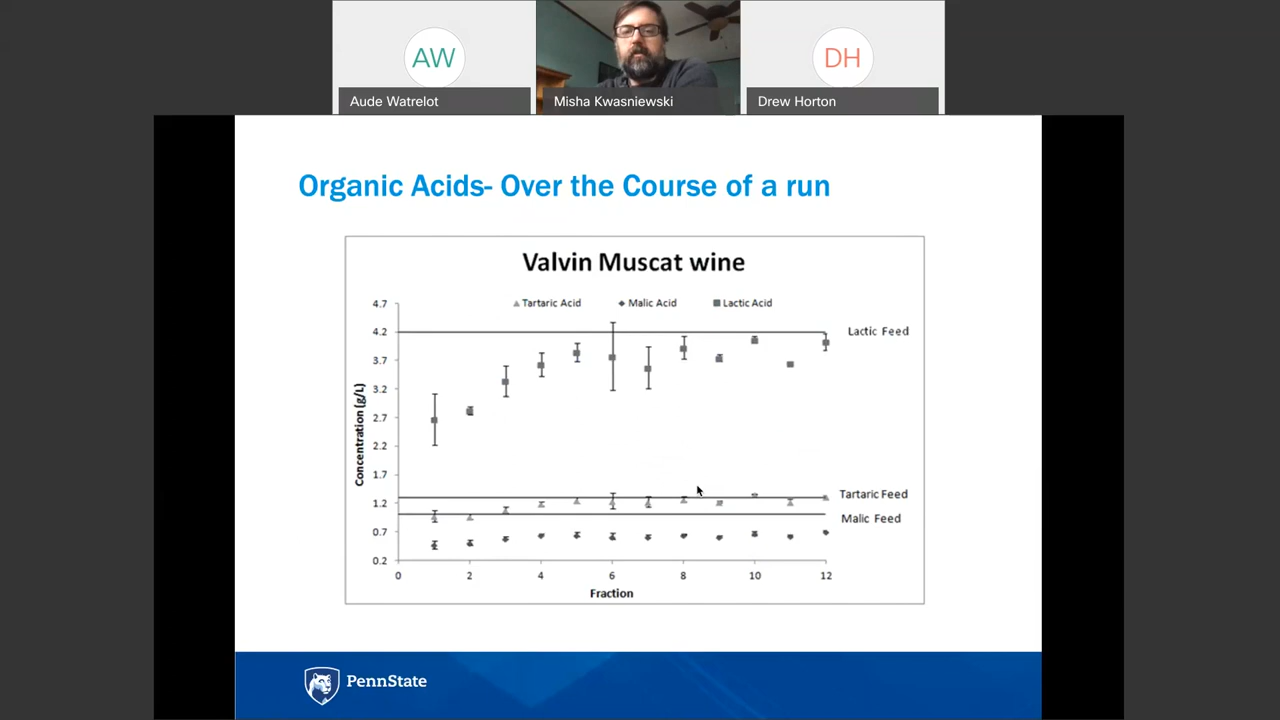 AW
DH
Aude Watrelot
Misha Kwasniewski
Drew Horton
Organic Acids- Over the Course of a run
Valvin Muscat wine
Tartaric Acid
Malic Acid
Lactic Acid
4.7
4.2
3.7
3.2
2.7
2.2
1.7
1.2
0.7
0.2
Concentration (g/L)
Lactic Feed
Tartaric Feed
Malic Feed
0 2 4 6 8 10 12
Fraction
PennState